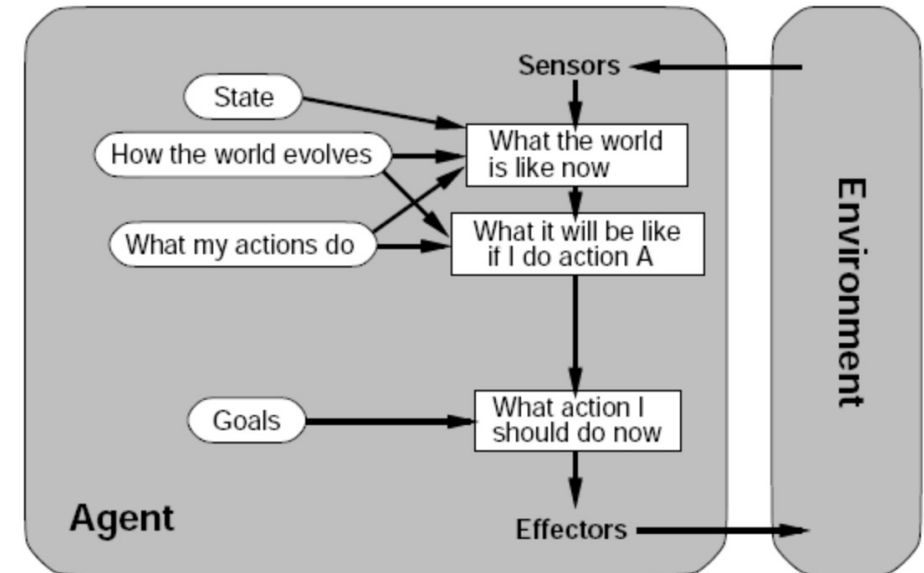 Sensors
State
What the world
is like now
How the world evolves
What it will be like
if I do action A
What my actions do
What action I
should do now
Goals
Agent
Effectors
Environment